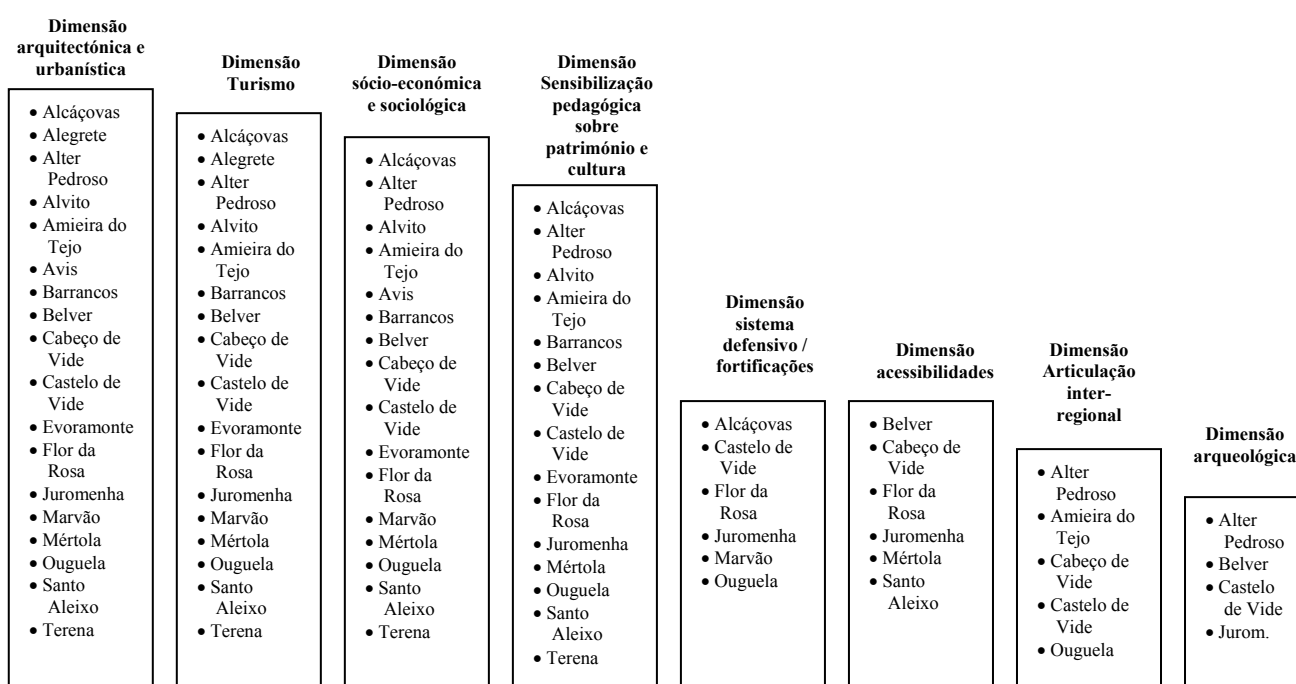 Dimensão
arquitectónica e
urbanística
• Alcáçovas
• Alegrete
• Alter
Pedroso
• Alvito
• Amieira do
Tejo
• Avis
• Barrancos
• Belver
• Cabeço de
Vide
• Castelo de
Vide
• Evoramonte
• Flor da
Rosa
• Juromenha
• Marvão
• Mértola
• Ouguela
• Santo
Aleixo
• Terena
Dimensão
Turismo
• Alcáçovas
• Alegrete
• Alter
Pedroso
• Alvito
• Amieira do
Tejo
• Barrancos
• Belver
• Cabeço de
Vide
• Castelo de
Vide
• Evoramonte
• Flor da
Rosa
• Juromenha
• Marvão
• Mértola
• Ouguela
• Santo
Aleixo
• Terena
Dimensão
sócio-económica
e sociológica
• Alcáçovas
• Alter
Pedroso
• Alvito
• Amieira do
Tejo
• Avis
• Barrancos
• Belver
• Cabeço de
Vide
• Castelo de
Vide
• Evoramonte
• Flor da
Rosa
• Marvão
• Mértola
• Ouguela
• Santo
Aleixo
• Terena
Dimensão
Sensibilização
pedagógica
sobre
património e
cultura
• Alcáçovas
• Alter
Pedroso
• Alvito
• Amieira do
Tejo
• Barrancos
• Belver
• Cabeço de
Vide
• Castelo de
Vide
• Evoramonte
• Flor da
Rosa
• Juromenha
• Mértola
• Ouguela
• Santo
Aleixo
• Terena
Dimensão
sistema
defensivo /
fortificações
• Alcáçovas
• Castelo de
Vide
• Flor da
Rosa
• Juromenha
• Marvão
• Ouguela
Dimensão
acessibilidades
• Belver
• Cabeço de
Vide
• Flor da
Rosa
• Juromenha
• Mértola
• Santo
Aleixo
Dimensão
Articulação
inter-
regional
• Alter
Pedroso
• Amieira do
Tejo
• Cabeço de
Vide
• Castelo de
Vide
• Ouguela
Dimensão
arqueológica
• Alter
Pedroso
• Belver
• Castelo
de Vide
• Jurom.